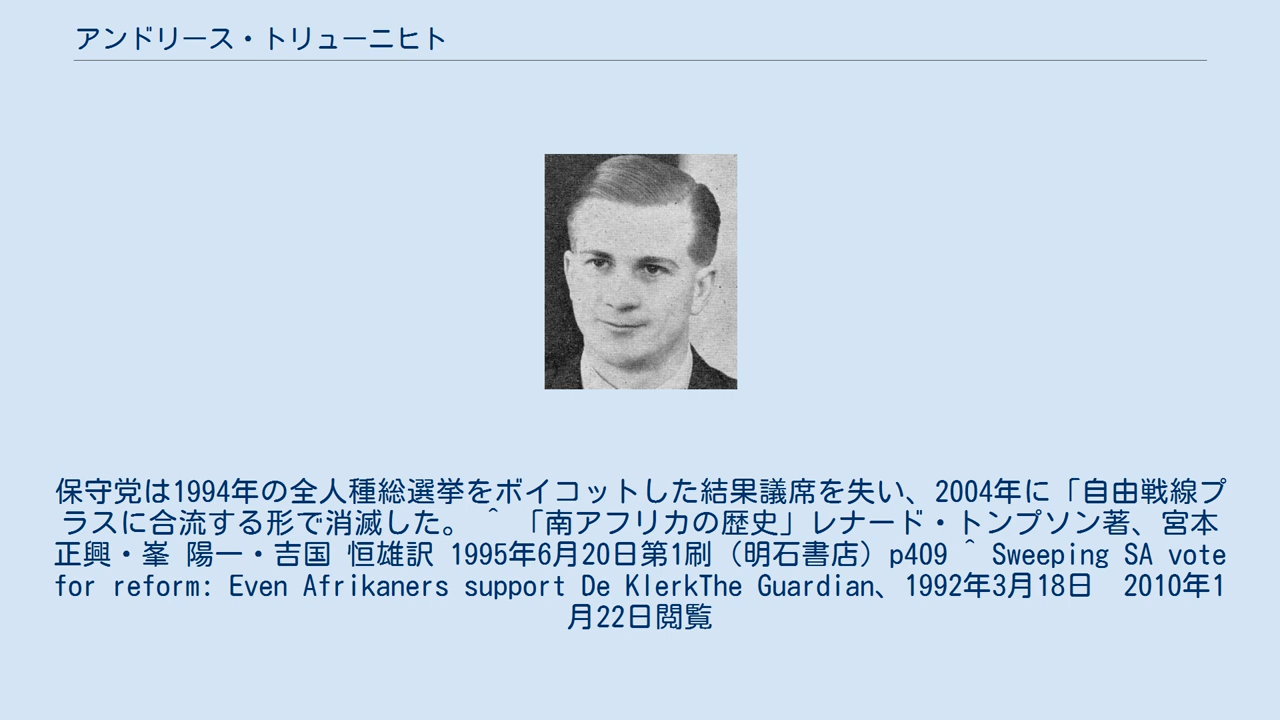 アンドリース・トリューニヒト
保守党は1994年の全人種総選挙をボイコットした結果議席を失い、2004年に「自由戦線プ
ラスに合流する形で消滅した。 ^ 「南アフリカの歴史」レナード・トンプソン著、宮本
正興・峯 陽一・吉国 恒雄訳 1995年6月20日第1刷（明石書店）p409 ^ Sweeping SA vote
for reform: Even Afrikaners support De KlerkThe Guardian、1992年3月18日　2010年1
月22日閲覧